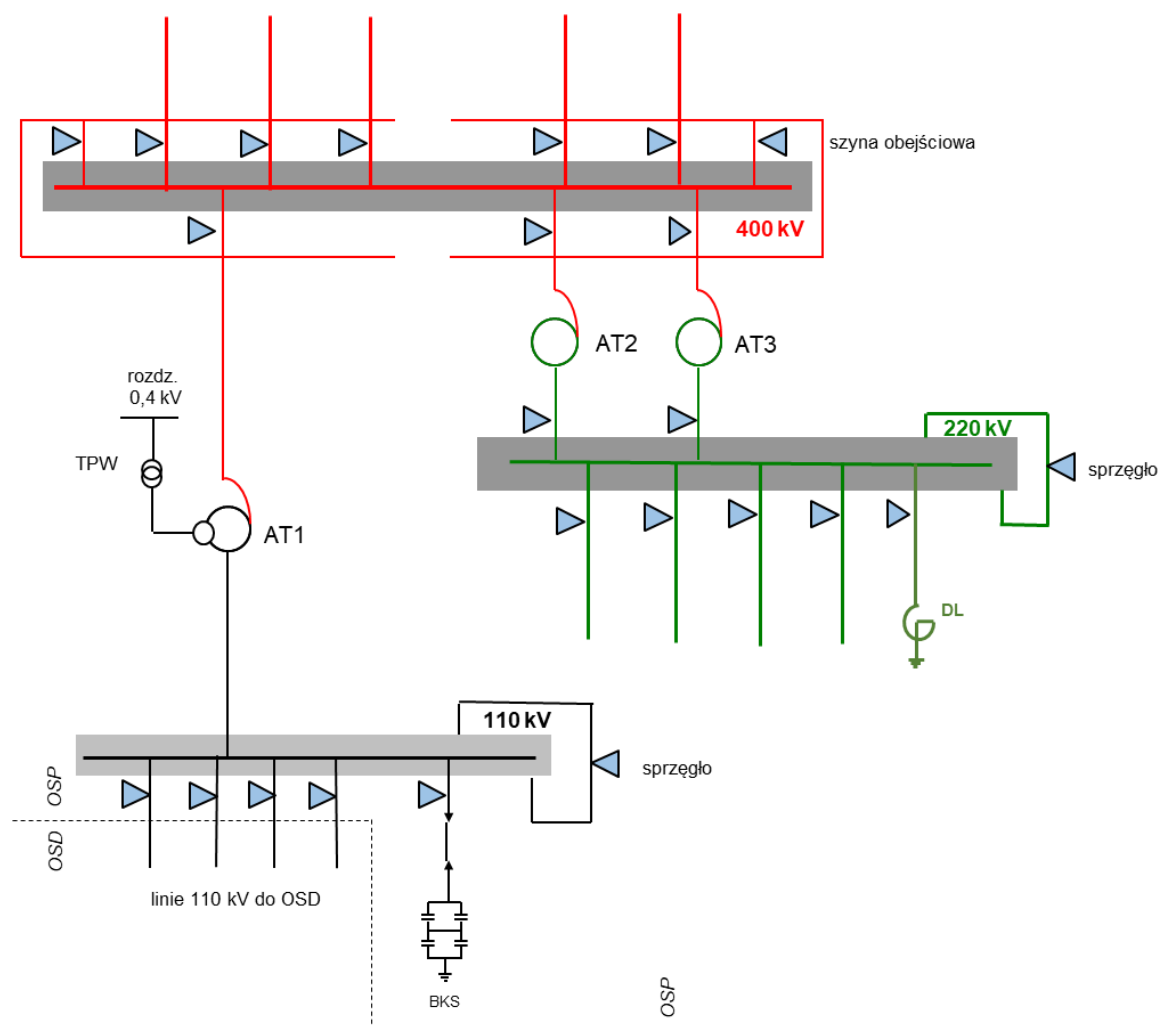 szyna obejściowa
400 kV
AT2
AT3
rozdz.
0,4 kV
TPW
AT1
220 kV
sprzęgło
DL
110 kV
sprzęgło
OSP
OSD
linie 110 kV do OSD
BKS
OSP